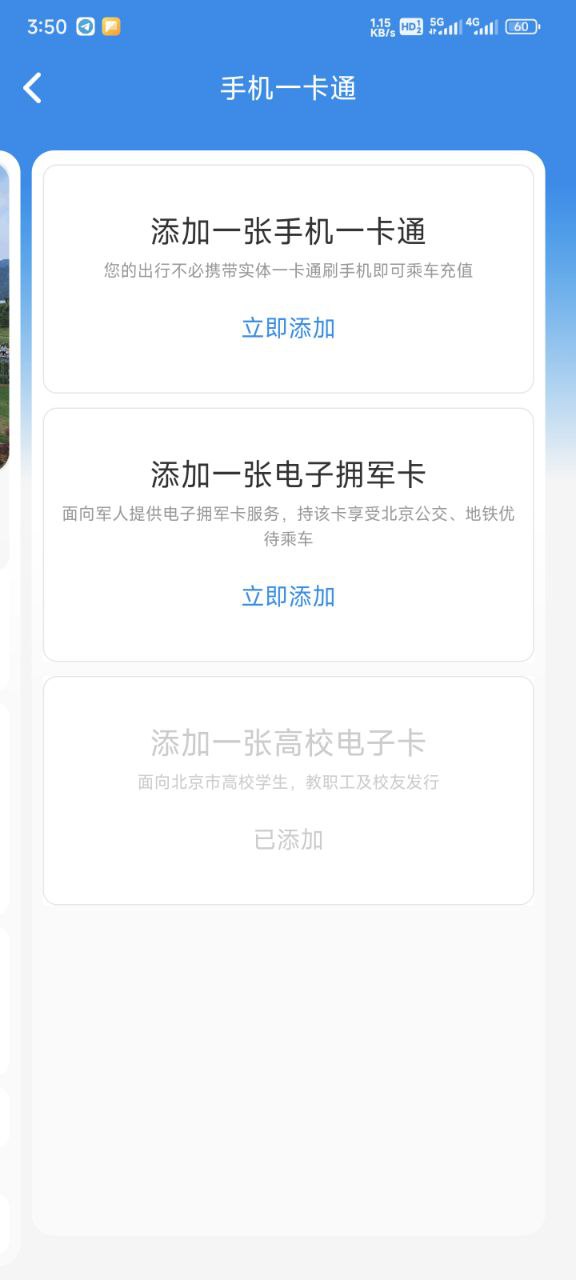 3:50
1.15 KB/s HD 1 2 5G 4G 60
手机一卡通
添加一张手机一卡通
您的出行不必携带实体一卡通刷手机即可乘车充值
立即添加
添加一张电子拥军卡
面向军人提供电子拥军卡服务，持该卡享受北京公交、地铁优
待乘车
立即添加
添加一张高校电子卡
面向北京市高校学生，教职工及校友发行
已添加